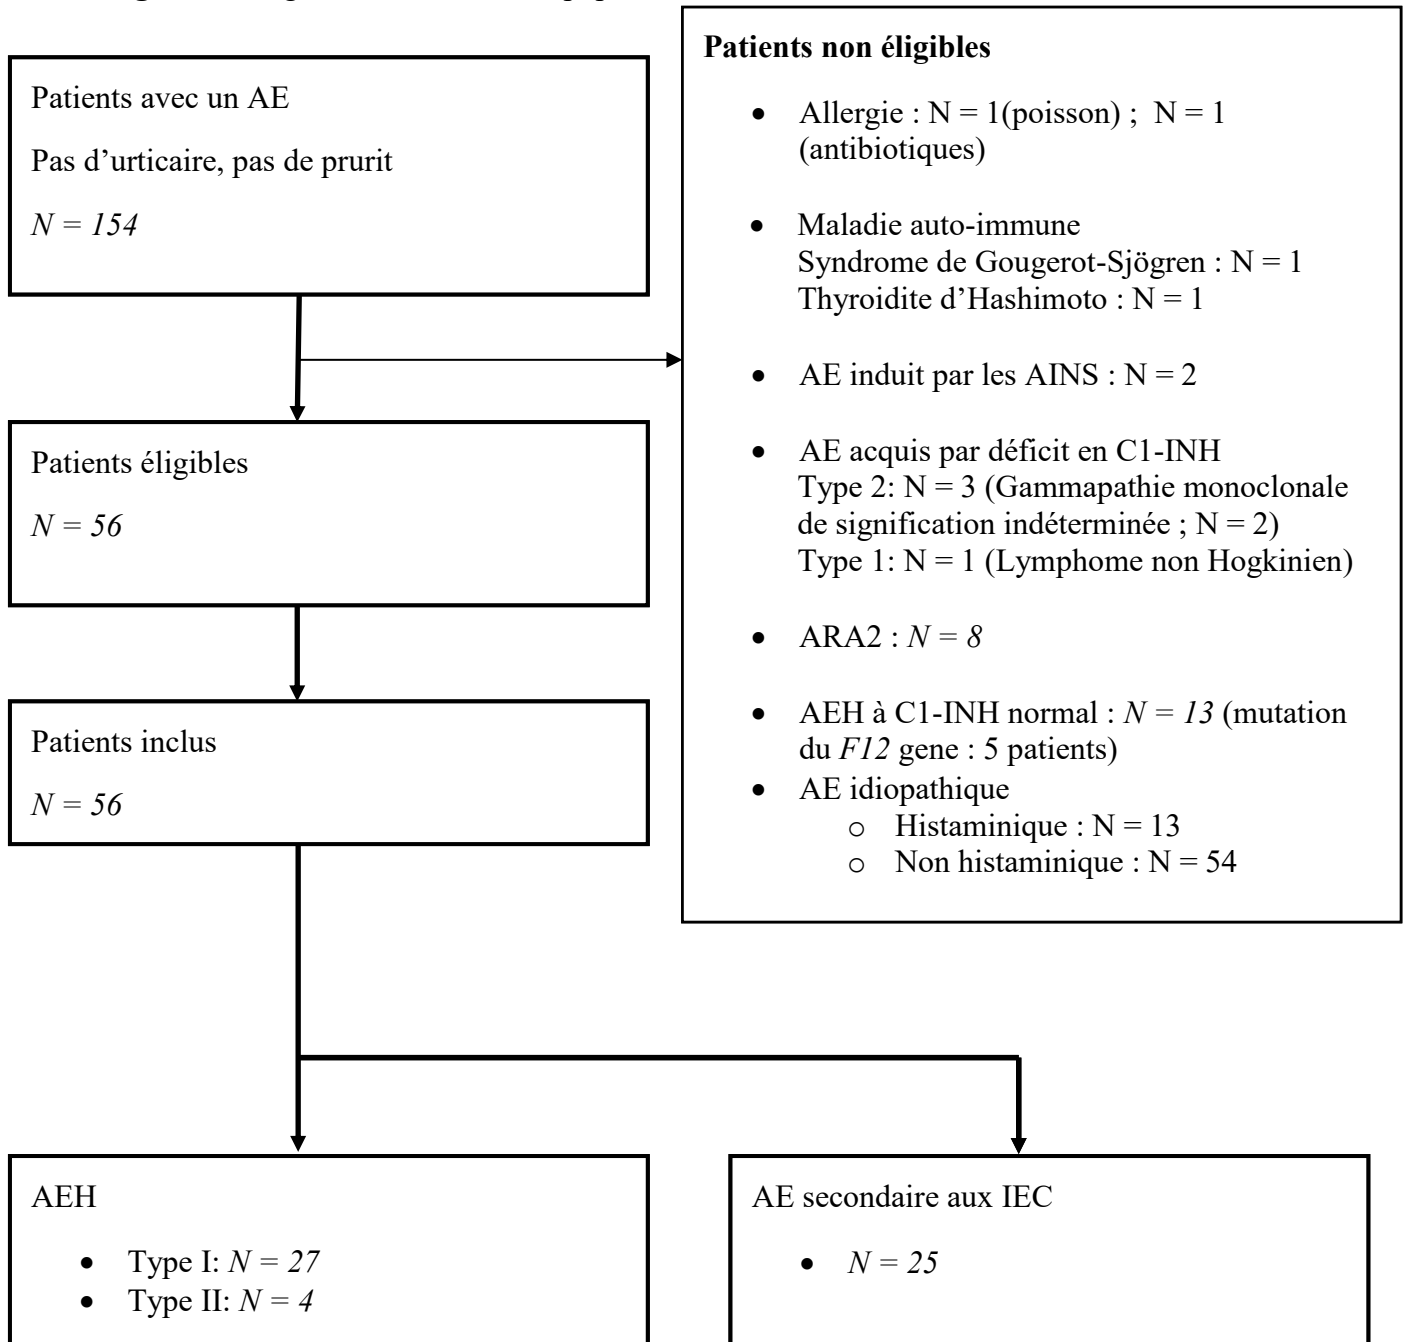 Patients avec un AE
Pas d’urticaire, pas de prurit
N = 154
Patients éligibles
N = 56
Patients inclus
N = 56
Patients non éligibles
• Allergie : N = 1(poisson) ; N = 1
(antibiotiques)
• Maladie auto-immune
Syndrome de Gougerot-Sjögren : N = 1
Thyroidite d’Hashimoto : N = 1
• AE induit par les AINS : N = 2
• AE acquis par déficit en C1-INH
Type 2: N = 3 (Gammapathie monoclonale
de signification indéterminée ; N = 2)
Type 1: N = 1 (Lymphome non Hogkinien)
• ARA2 : N = 8
• AEH à C1-INH normal : N = 13 (mutation
du F12 gene : 5 patients)
• AE idiopathique
o Histaminique : N = 13
o Non histaminique : N = 54
AEH
• Type I: N = 27
• Type II: N = 4
AE secondaire aux IEC
• N = 25